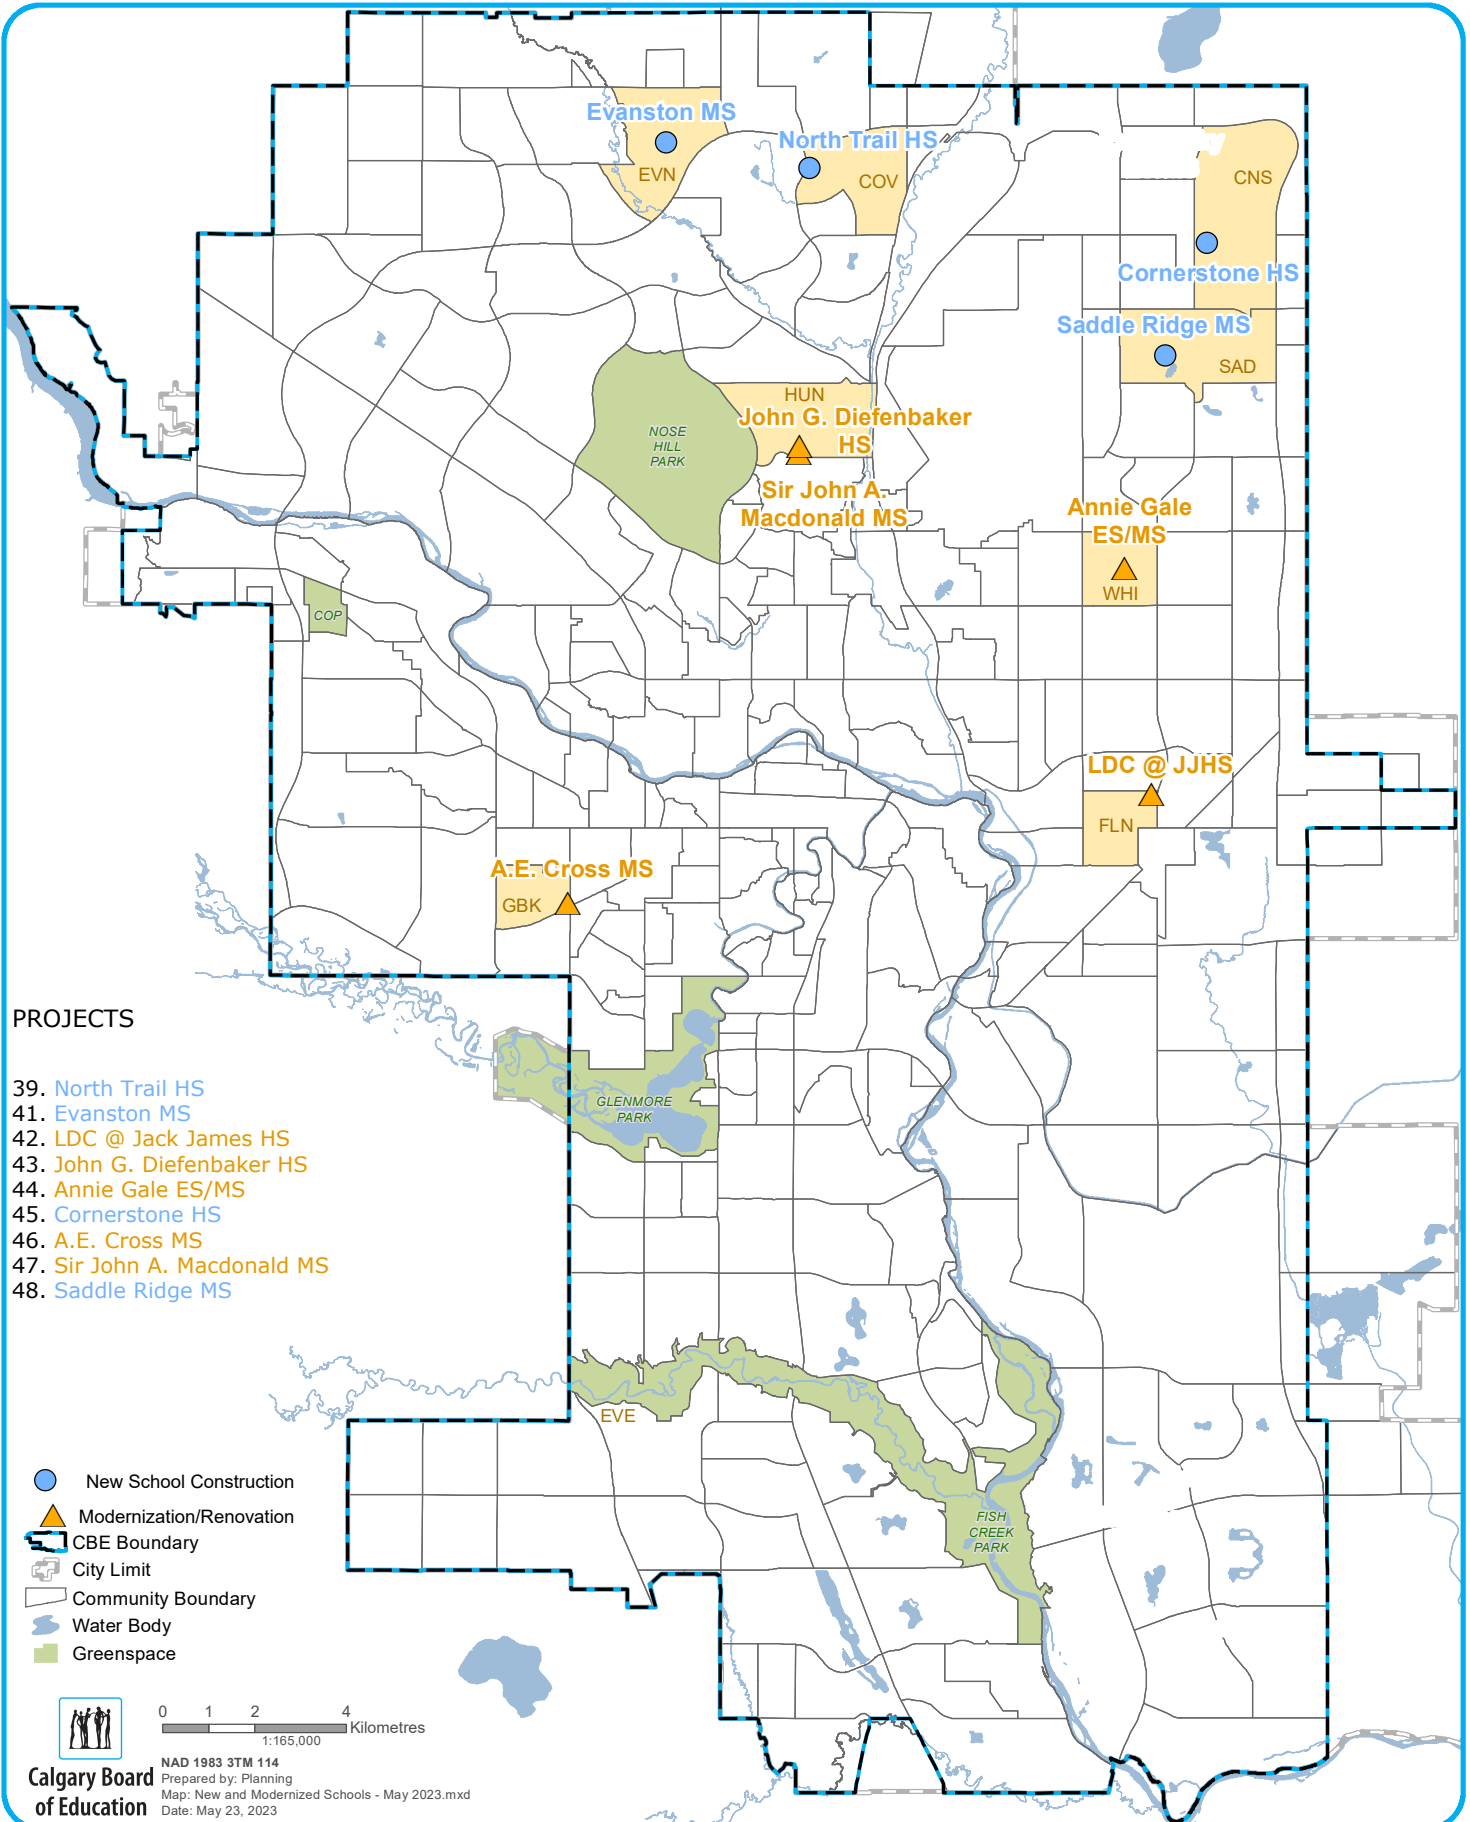 Evanston MS
North Trail HS
EVN
COV
CNS
Cornerstone HS
Saddle Ridge MS
SAD
HUN
John G. Diefenbaker
HS
NOSE
HILL
PARK
Sir John A.
Macdonald MS
Annie Gale
ES/MS
WHI
COP
LDC @ JJHS
FLN
A.E. Cross MS
GBK
GLENMORE
PARK
EVE
FISH
CREEK
PARK
PROJECTS
39. North Trail HS
41. Evanston MS
42. LDC @ Jack James HS
43. John G. Diefenbaker HS
44. Annie Gale ES/MS
45. Cornerstone HS
46. A.E. Cross MS
47. Sir John A. Macdonald MS
48. Saddle Ridge MS
New School Construction
Modernization/Renovation
CBE Boundary
City Limit
Community Boundary
Water Body
Greenspace
0 1 2 4
Kilometres
1:165,000
Calgary Board
of Education
NAD 1983 3TM 114
Prepared by: Planning
Map: New and Modernized Schools - May 2023.mxd
Date: May 23, 2023